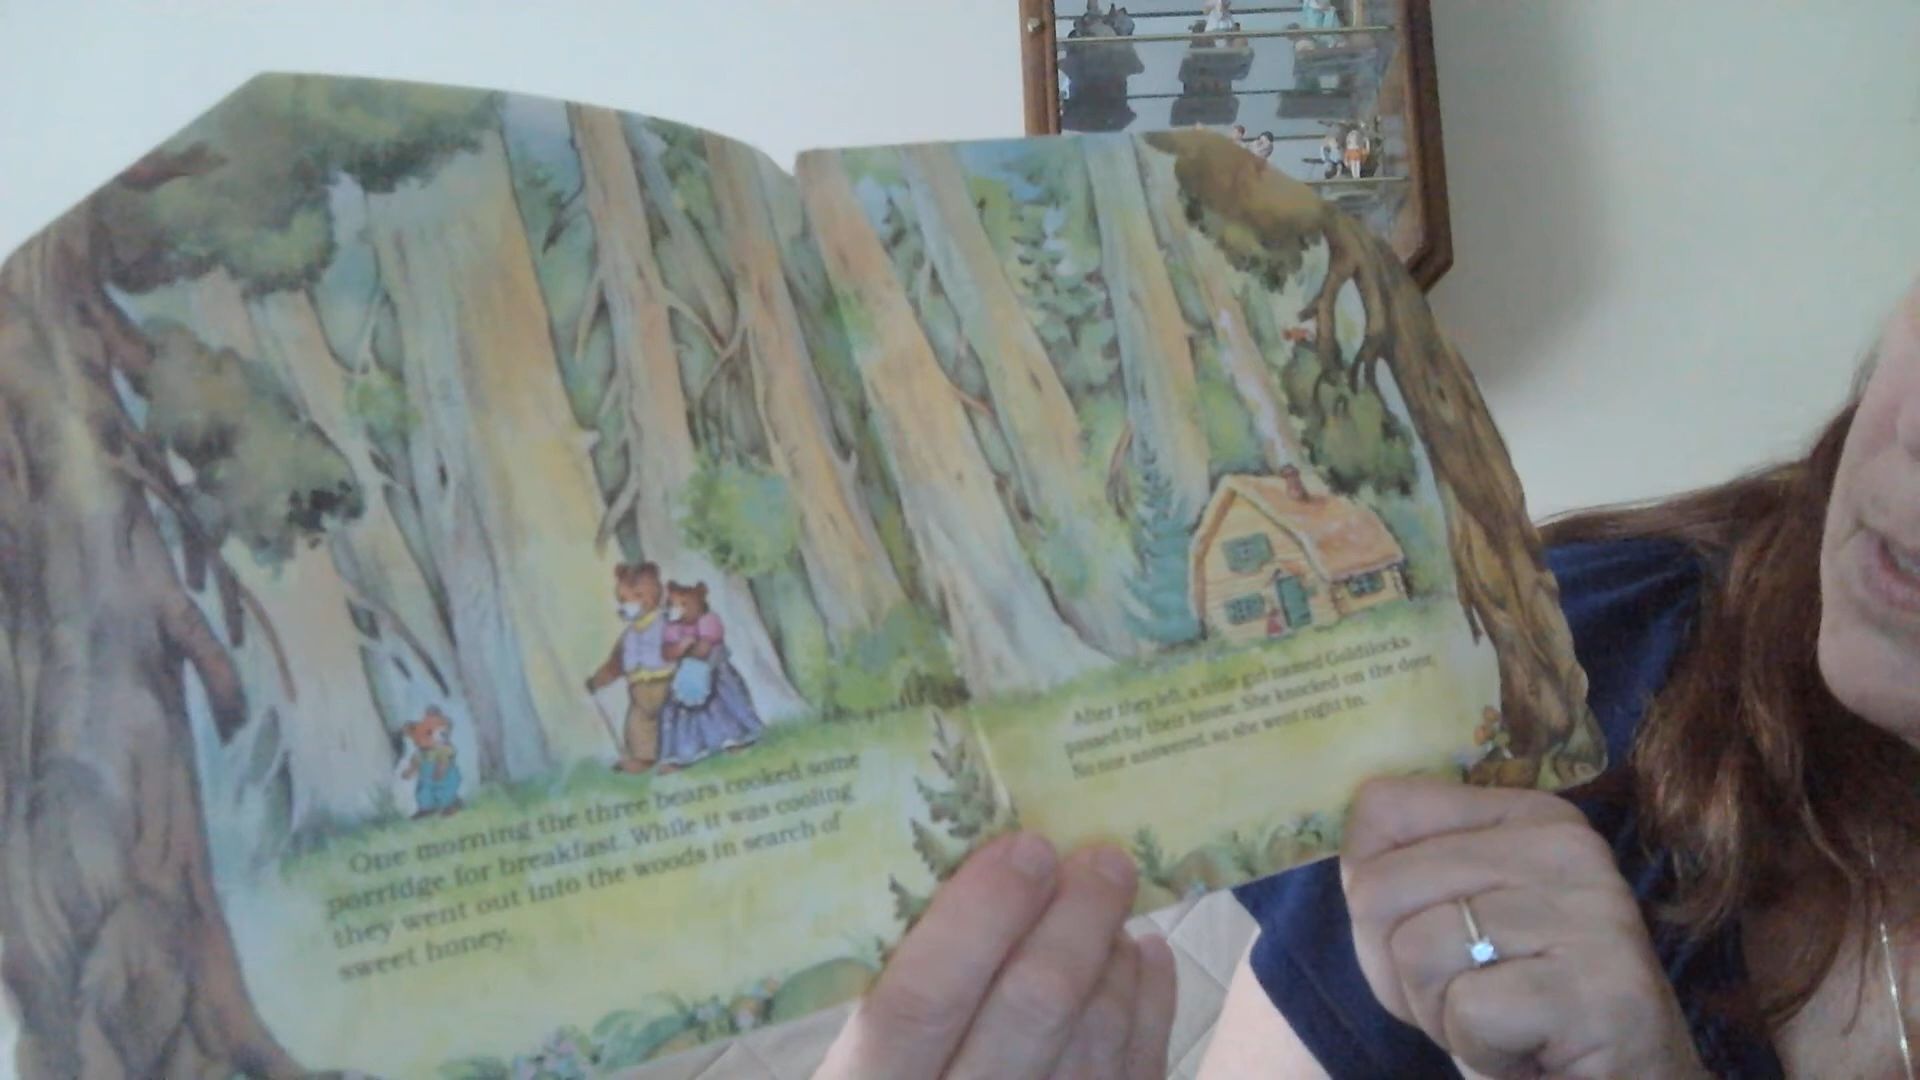 One morning the three bears cooked some
porridge for breakfast. While it was cooling
they went out into the woods in search of
sweet honey.
After they left, a little girl named Goldilocks
passed by their house. She knocked on the door.
No one answered, so she went right in.